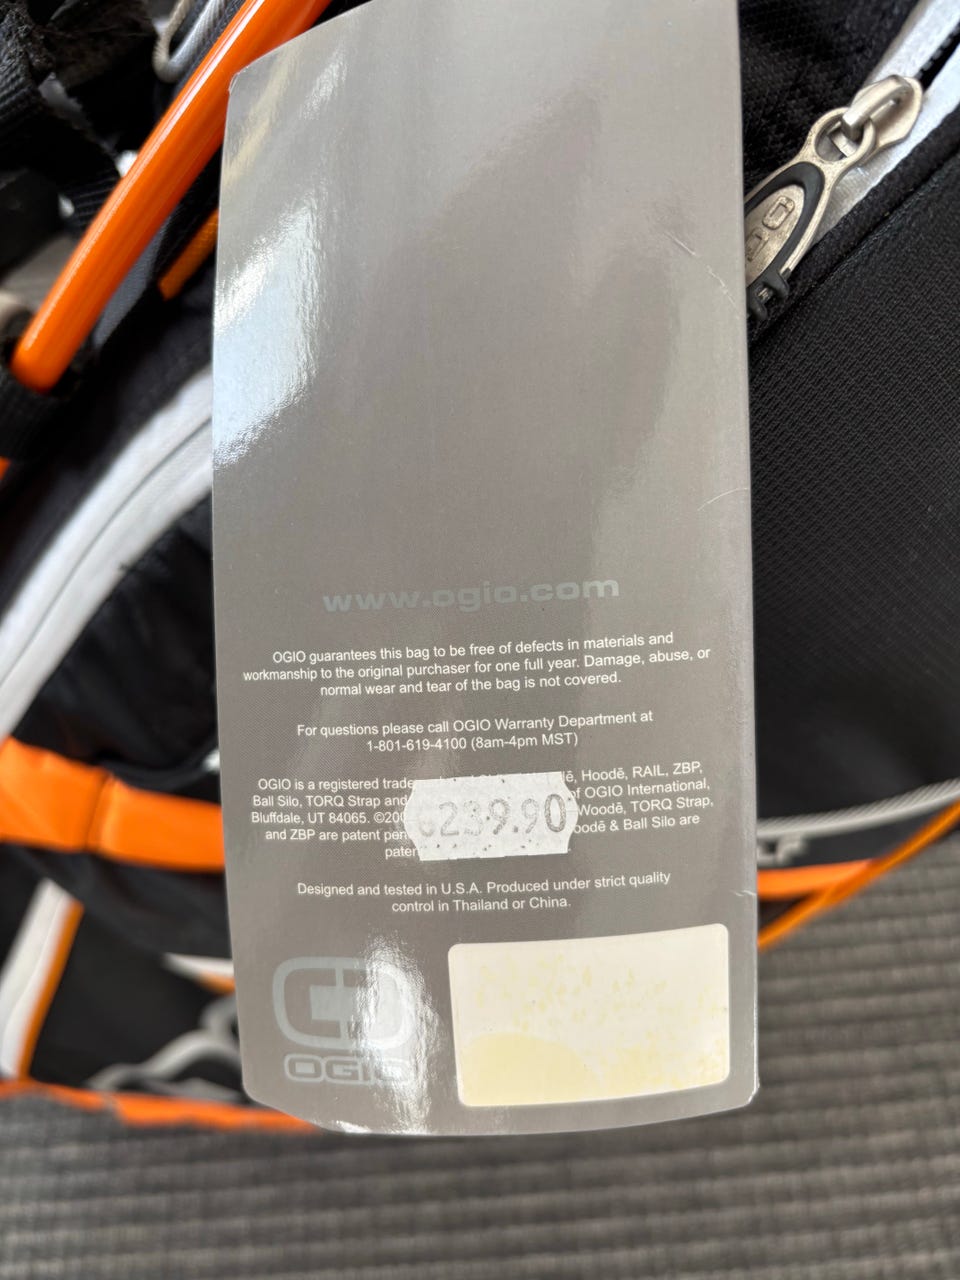 www.ogio.com
OGIO guarantees this bag to be free of defects in materials and
workmanship to the original purchaser for one full year. Damage, abuse, or
normal wear and tear of the bag is not covered.
For questions please call OGIO Warranty Department at
1-801-619-4100 (8am-4pm MST)
OGIO is a registered Hoodē, RAIL, ZBP,
Ball Silo, TORQ Strap and of OGIO International,
Bluffdale, UT 84065. Woodē, TORQ Strap,
and ZBP are patent & Ball Silo are
239.90
Designed and tested in U.S.A. Produced under strict quality
control in Thailand or China.
OGIO